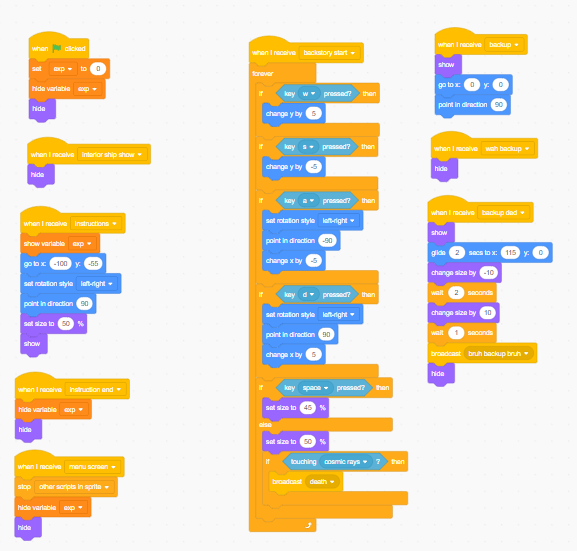 when clicked
set exp to 0
hide variable exp
hide
when I receive interior ship show
hide
when I receive instructions
show variable exp
go to x: -100 y: -55
set rotation style left-right
point in direction 90
set size to 50 %
show
when I receive instruction end
hide variable exp
hide
when I receive menu screen
stop other scripts in sprite
hide variable exp
hide
when I receive backstory start
forever
if key w pressed? then
change y by 5
if key s pressed? then
change y by -5
if key a pressed? then
set rotation style left-right
point in direction -90
change x by -5
if key d pressed? then
set rotation style left-right
point in direction 90
change x by 5
if key space pressed? then
set size to 45 %
else
set size to 50 %
if touching cosmic rays ? then
broadcast death
when I receive backup
show
go to x: 0 y: 0
point in direction 90
when I receive wah backup
hide
when I receive backup ded
show
glide 2 secs to x: 115 y: 0
change size by -10
wait 2 seconds
change size by 10
wait 1 seconds
broadcast bruh backup bruh
hide